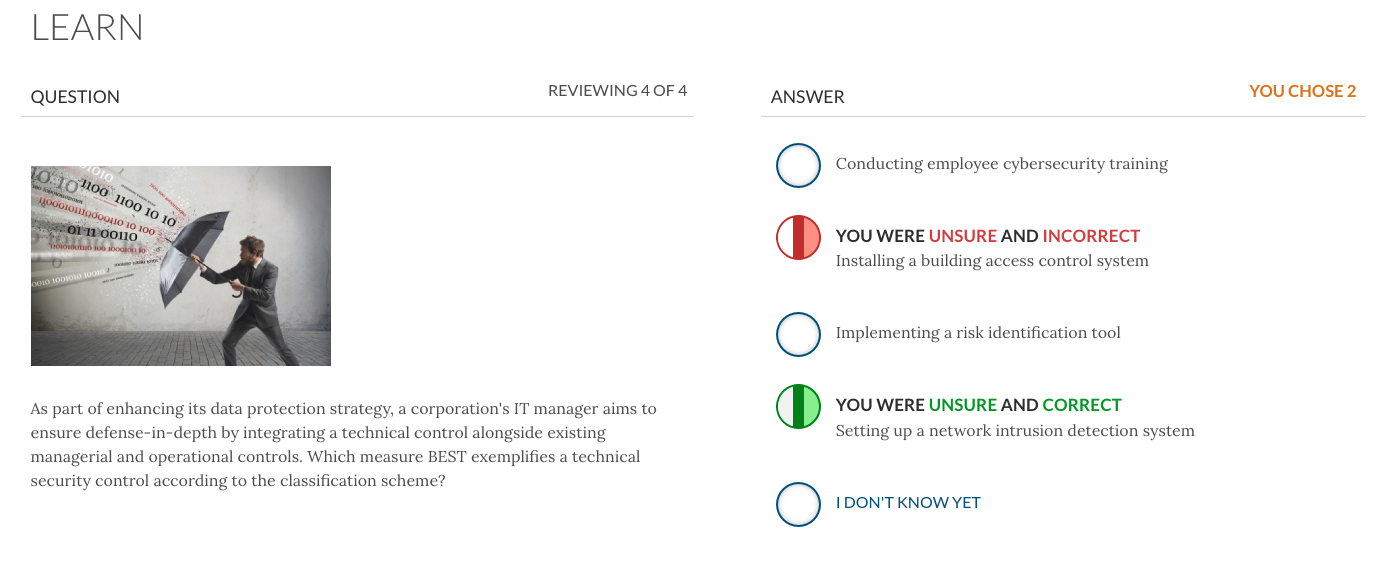 LEARN
QUESTION
REVIEWING 4 OF 4
As part of enhancing its data protection strategy, a corporation's IT manager aims to
ensure defense-in-depth by integrating a technical control alongside existing
managerial and operational controls. Which measure BEST exemplifies a technical
security control according to the classification scheme?
ANSWER
YOU CHOSE 2
Conducting employee cybersecurity training
YOU WERE UNSURE AND INCORRECT
Installing a building access control system
Implementing a risk identification tool
YOU WERE UNSURE AND CORRECT
Setting up a network intrusion detection system
I DON'T KNOW YET